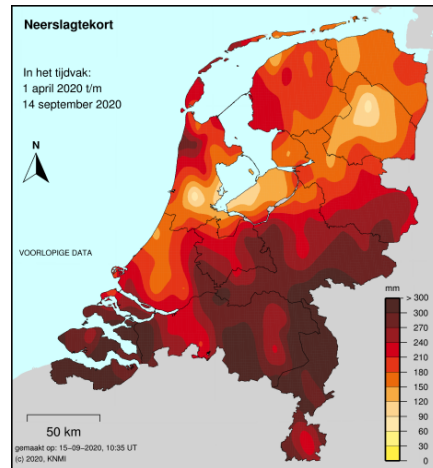 Neerslagtekort
In het tijdvak:
1 april 2020 t/m
14 september 2020
N
VOORLOPIGE DATA
mm
> 300
300
270
240
210
180
150
120
90
60
30
0
50 km
gemaakt op: 15-09-2020, 10:35 UT
(c) 2020, KNMI